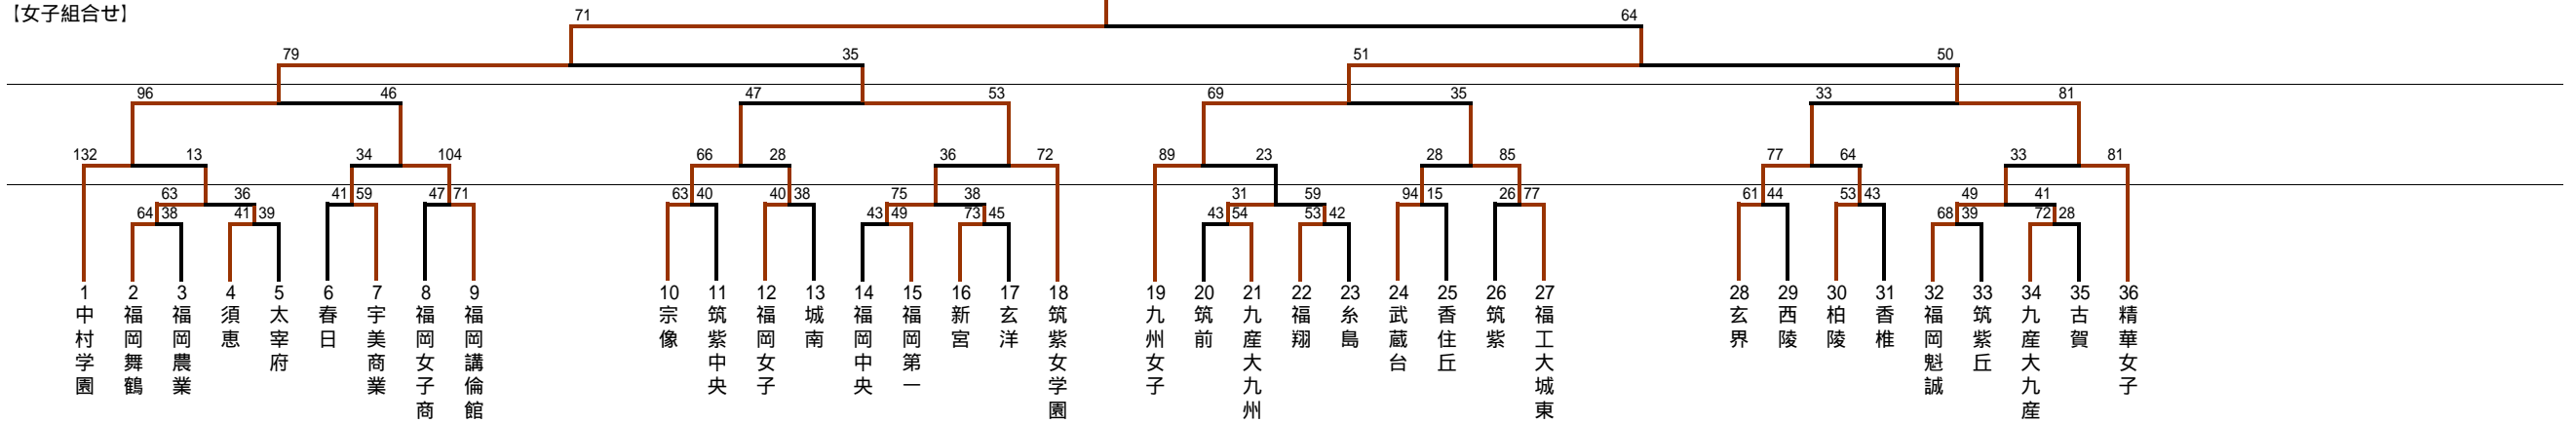 【女子組合せ】
71 64
79 35 51 50
96 46 47 53 69 35 33 81
132 13 34 104 66 28 36 72 89 23 28 85 77 64 33 81
63 36 41 59 47 71 63 40 40 38 75 38 31 59 94 15 26 77 61 44 53 43 49 41
64 38 41 39 43 49 73 45 43 54 53 42 68 39 72 28
1 中村学園
2 福岡舞鶴
3 福岡農業
4 須恵
5 太宰府
6 春日
7 宇美商業
8 福岡女子商
9 福岡講倫館
10 宗像
11 筑紫中央
12 福岡女子
13 城南
14 福岡中央
15 福岡第一
16 新宮
17 玄洋
18 筑紫女学園
19 九州女子
20 筑前
21 九産大九州
22 福翔
23 糸島
24 武蔵台
25 香住丘
26 筑紫
27 福工大城東
28 玄界
29 西陵
30 柏陵
31 香椎
32 福岡魁誠
33 筑紫丘
34 九産大九産
35 古賀
36 精華女子